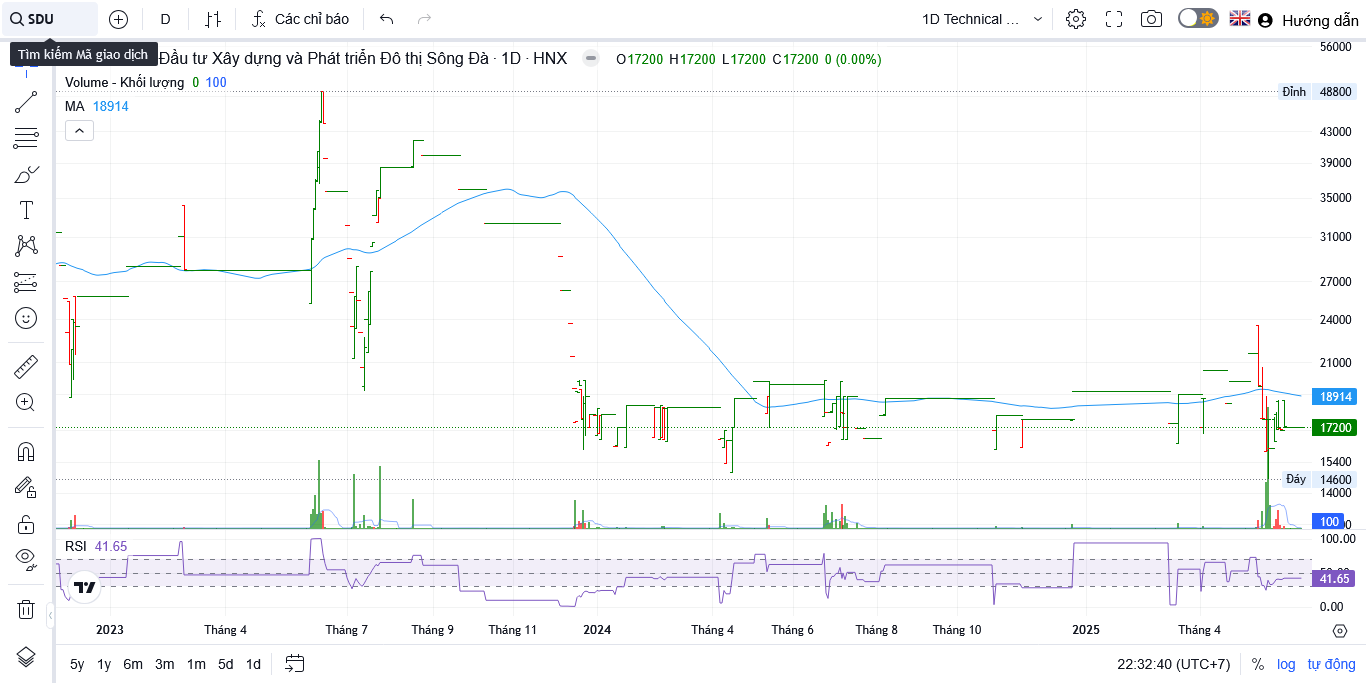 SDU D Các chỉ báo 1D Technical ... Hướng dẫn
Tìm kiếm Mã giao dịch
Đầu tư Xây dựng và Phát triển Đô thị Sông Đà · 1D · HNX O17200 H17200 L17200 C17200 0 (0.00%)
Volume - Khối lượng 0 100
MA 18914
56000
Đỉnh 48800
43000
39000
35000
31000
27000
24000
21000
18914
17200
15400
Đáy 14600
14000
100
RSI 41.65
100.00
41.65
0.00
2023 Tháng 4 Tháng 7 Tháng 9 Tháng 11 2024 Tháng 4 Tháng 6 Tháng 8 Tháng 10 2025 Tháng 4
5y 1y 6m 3m 1m 5d 1d 22:32:40 (UTC+7) % log tự động